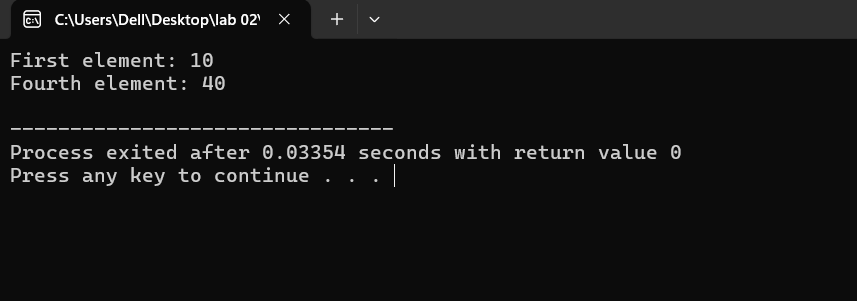 C:\Users\Dell\Desktop\lab 02\
First element: 10
Fourth element: 40
--------------------------------
Process exited after 0.03354 seconds with return value 0
Press any key to continue . . .